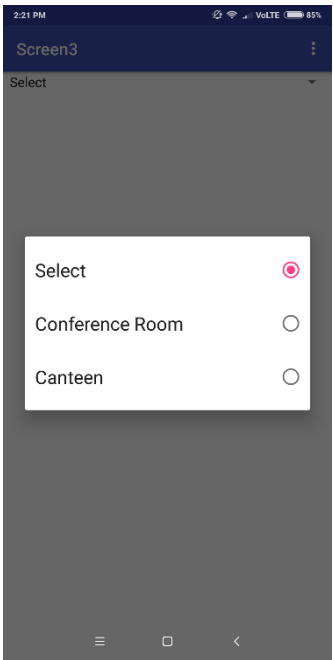 2:21 PM VoLTE 85%
Screen3
Select
Select
Conference Room
Canteen